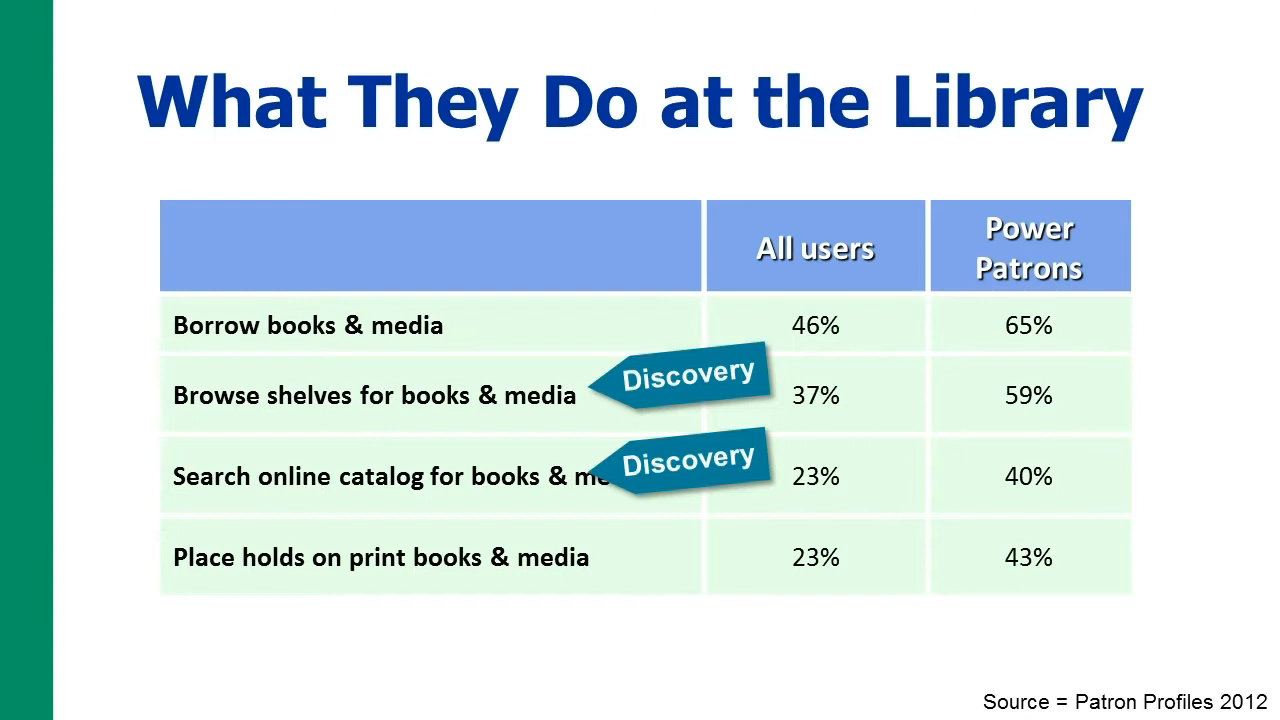 What They Do at the Library
All users
Power
Patrons
Borrow books & media
46%
65%
Browse shelves for books & media
Discovery
37%
59%
Search online catalog for books &
Discovery
23%
40%
Place holds on print books & media
23%
43%
Source = Patron Profiles 2012